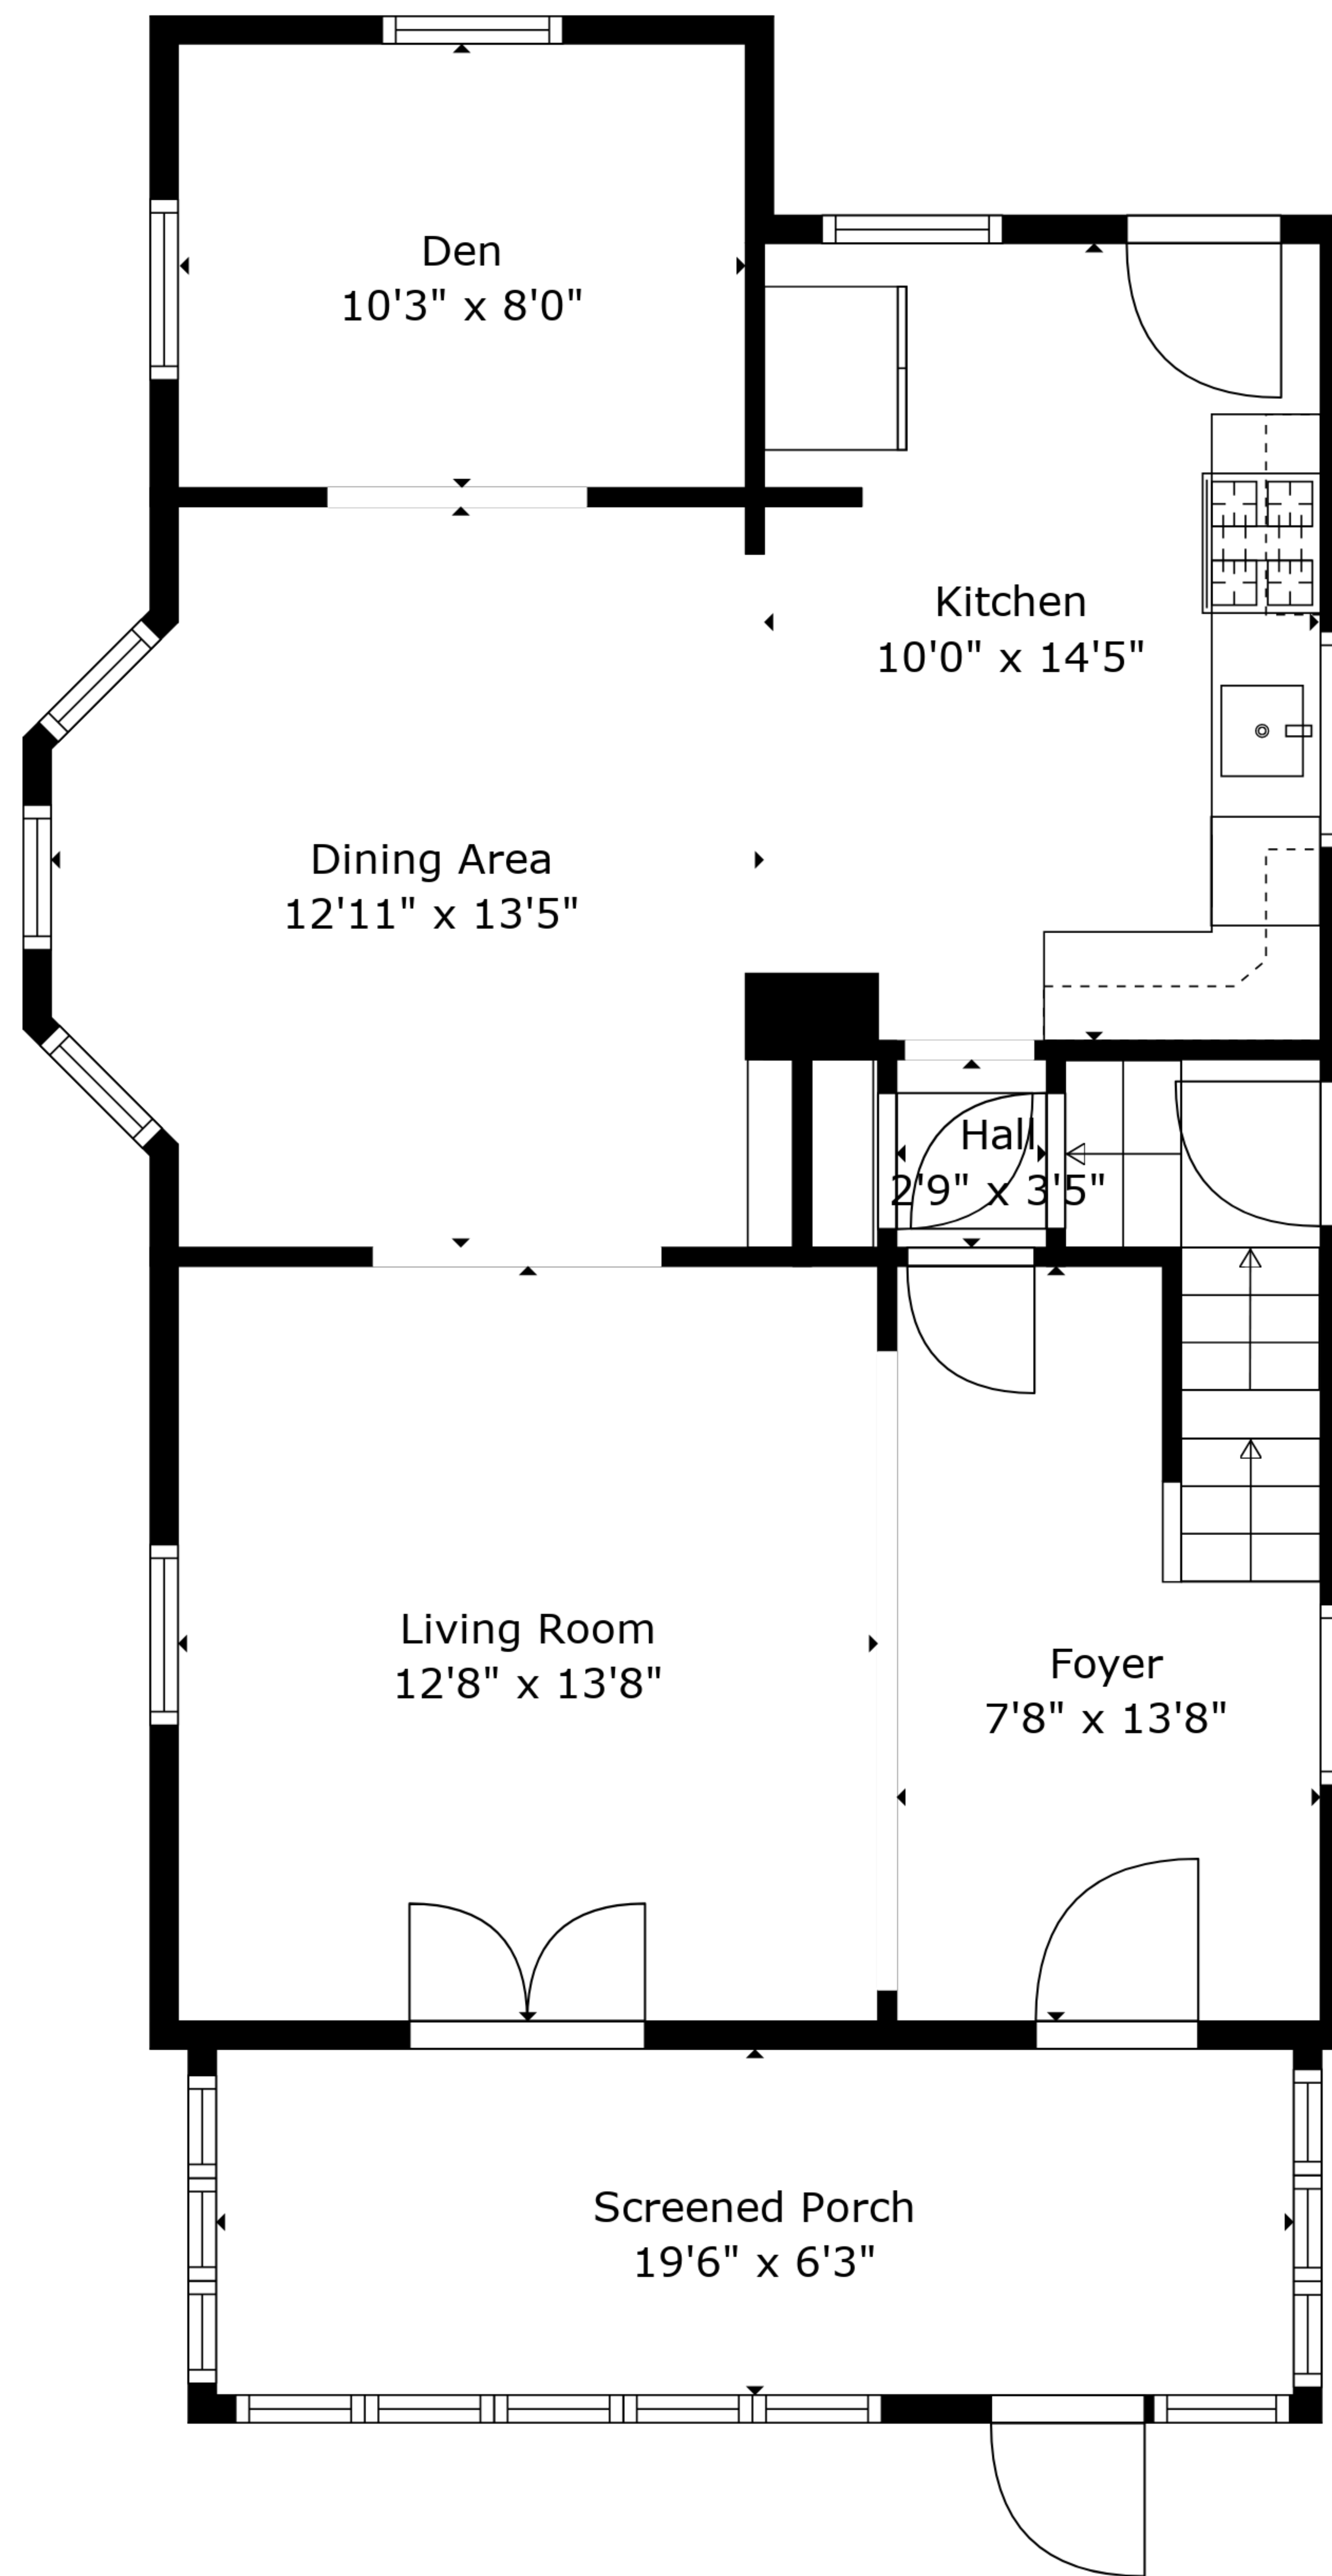 Den
10'3" x 8'0"
Kitchen
10'0" x 14'5"
Dining Area
12'11" x 13'5"
Hall
2'9" x 3'5"
Living Room
12'8" x 13'8"
Foyer
7'8" x 13'8"
Screened Porch
19'6" x 6'3"